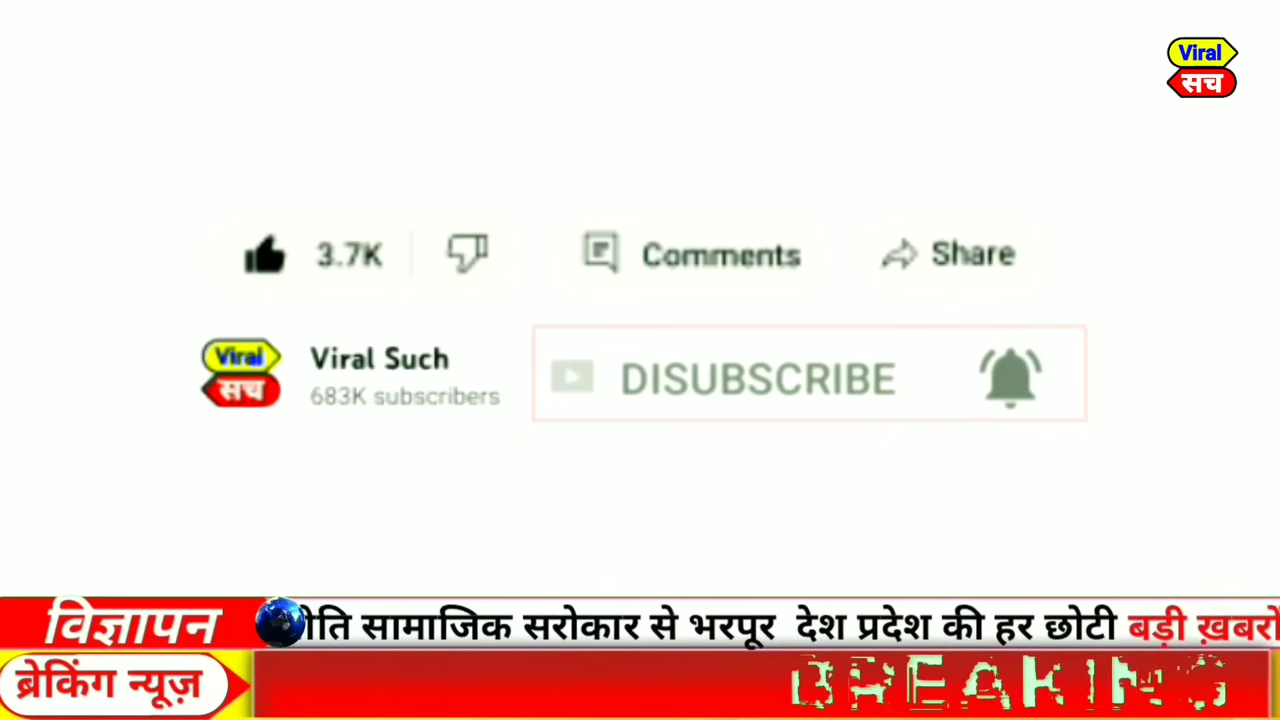 Viral
सच
3.7K
Comments
Share
Viral
सच
Viral Such
683K subscribers
DISUBSCRIBE
विज्ञापन
सामाजिक सरोकार से भरपूर देश प्रदेश की हर छोटी बड़ी ख़बरों
ब्रेकिंग न्यूज़
BREAKING